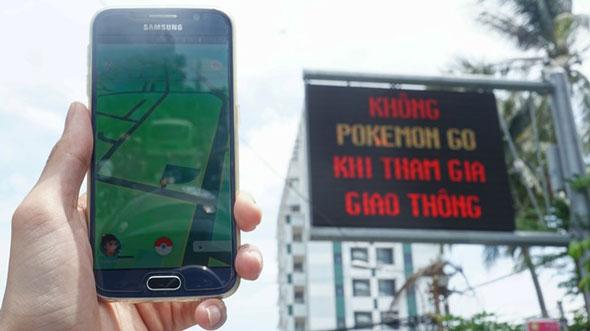 SAMSUNG
KHÔNG
POKEMON GO
KHI THAM GIA
GIAO THÔNG